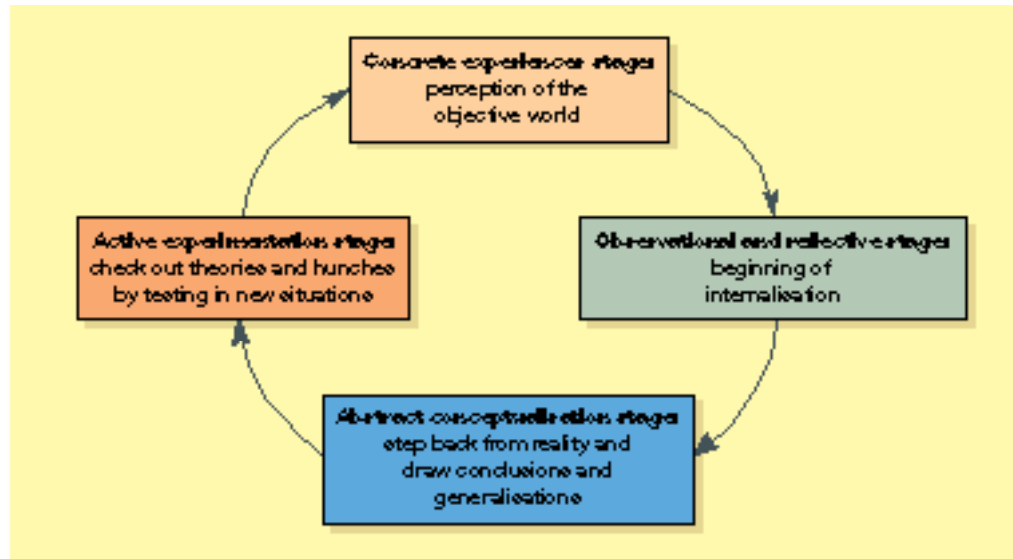 Concrete experiences stage:
perception of the
objective world
Observational and reflective stage:
beginning of
internalisation
Abstract conceptualisation stage:
step back from reality and
draw conclusions and
generalisations
Active experimentation stage:
check out theories and hunches
by testing in new situations